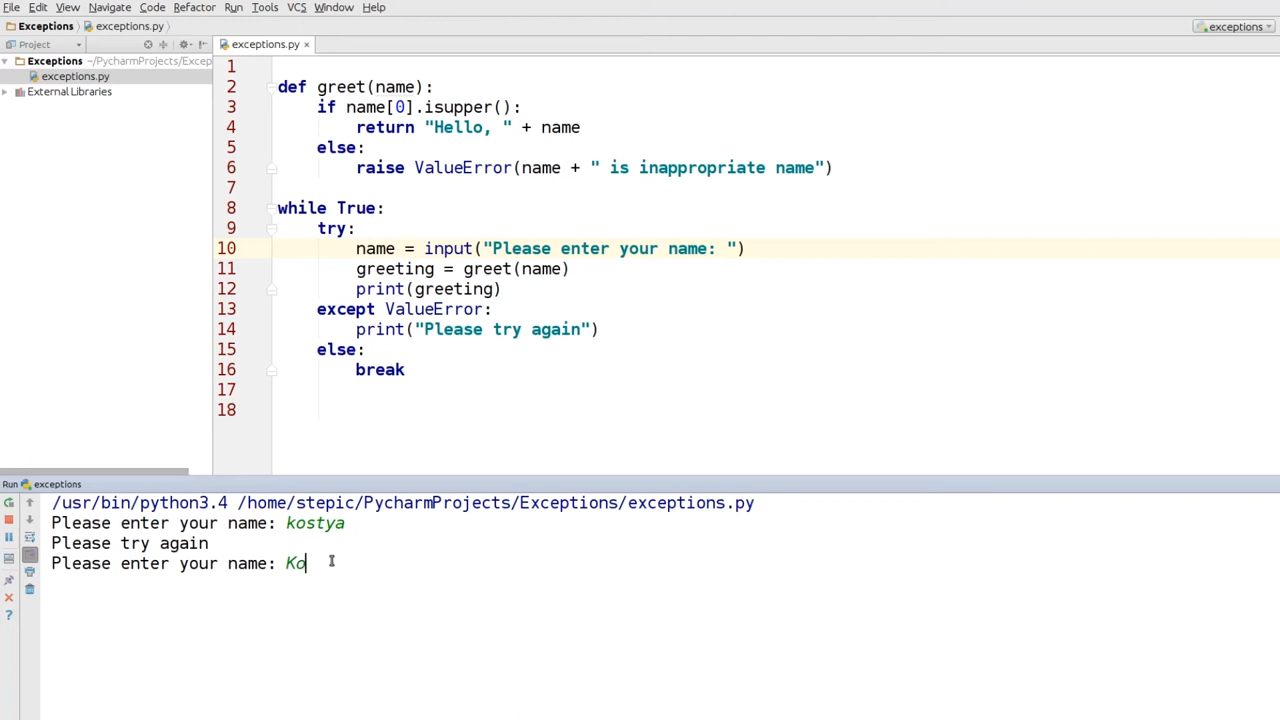 File Edit View Navigate Code Refactor Run Tools VCS Window Help
Exceptions exceptions.py exceptions
Project exceptions.py
Exceptions ~/PycharmProjects/Excep
exceptions.py
External Libraries
1
2 def greet(name):
3 if name[0].isupper():
4 return "Hello, " + name
5 else:
6 raise ValueError(name + " is inappropriate name")
7
8 while True:
9 try:
10 name = input("Please enter your name: ")
11 greeting = greet(name)
12 print(greeting)
13 except ValueError:
14 print("Please try again")
15 else:
16 break
17
18
Run exceptions
/usr/bin/python3.4 /home/stepic/PycharmProjects/Exceptions/exceptions.py
Please enter your name: kostya
Please try again
Please enter your name: Ko